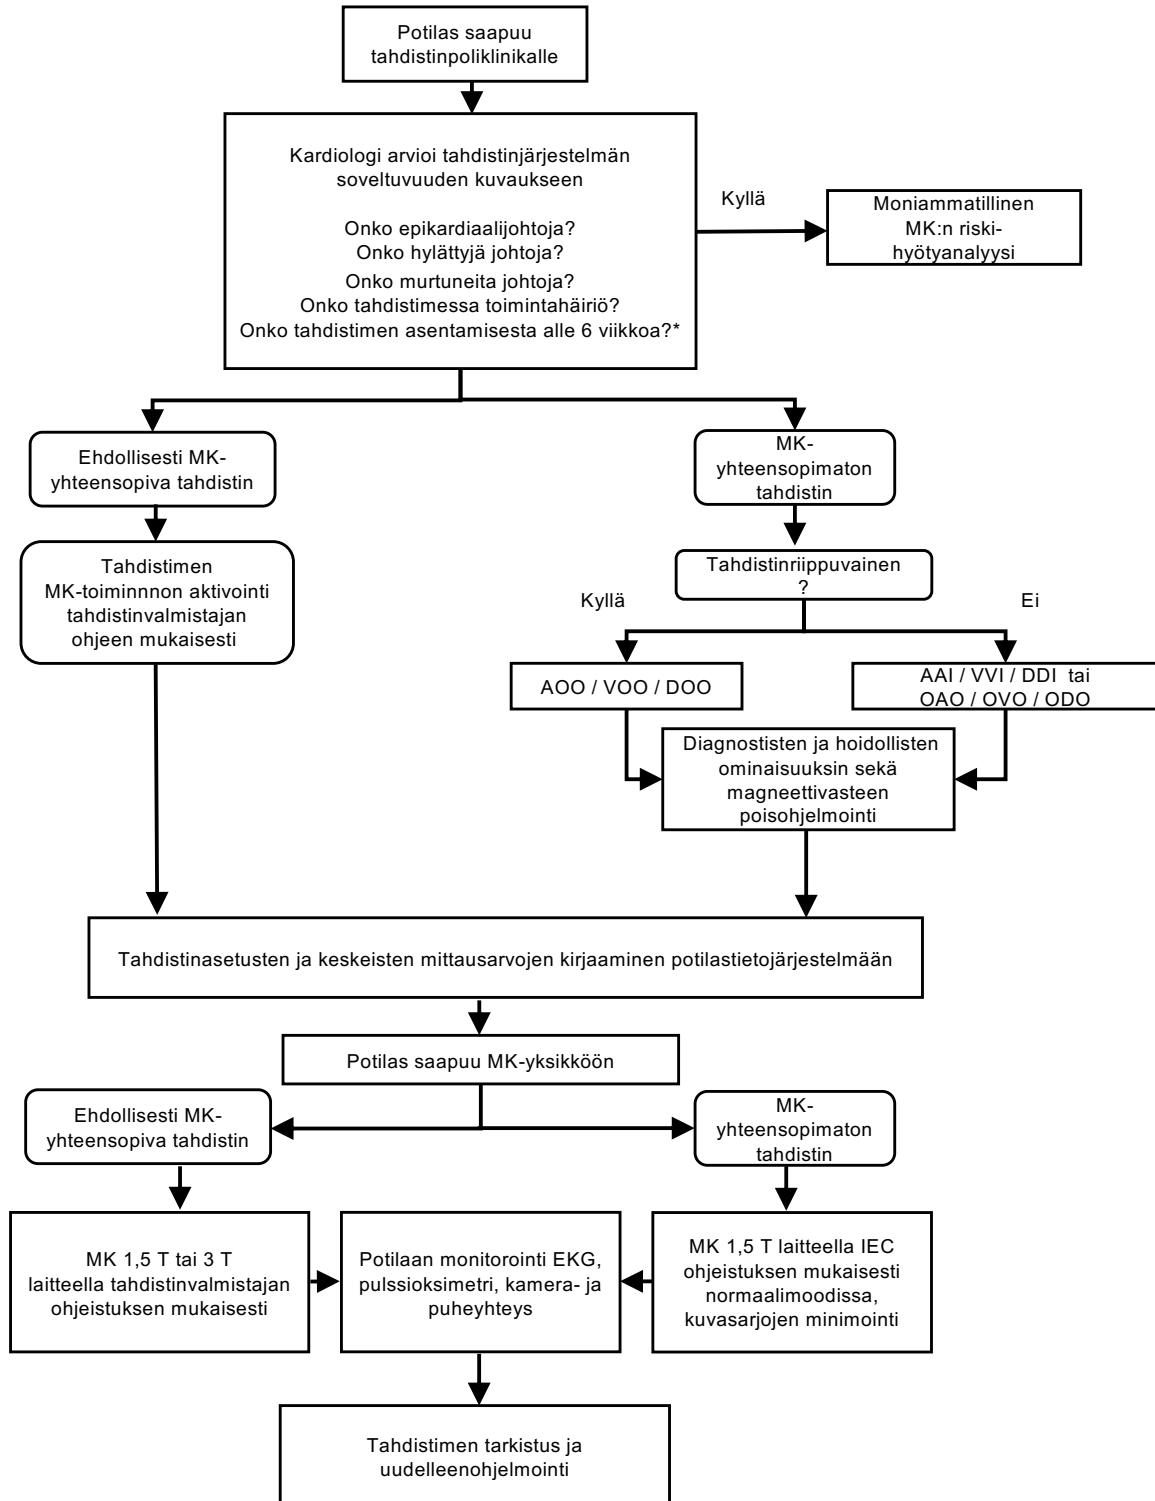 Potilas saapuu
tahdistinpoliklinikalle
Kardiologi arvioi tahdistinjärjestelmän
soveltuvuuden kuvaukseen
Onko epikardiaalijohtoja?
Onko hylättyjä johtoja?
Onko murtuneita johtoja?
Onko tahdistimessa toimintahäiriö?
Onko tahdistimen asentamisesta alle 6 viikkoa?*
Kyllä
Moniammatillinen
MK:n riski-
hyötyanalyysi
Ehdollisesti MK-
yhteensopiva tahdistin
MK-
yhteensopimaton
tahdistin
Tahdistimen
MK-toiminnnon aktivointi
tahdistinvalmistajan
ohjeen mukaisesti
Tahdistinriippuvainen
?
Kyllä
Ei
AOO / VOO / DOO
AAI / VVI / DDI tai
OAO / OVO / ODO
Diagnostisten ja hoidollisten
ominaisuuksin sekä
magneettivasteen
poisohjelmointi
Tahdistinasetusten ja keskeisten mittausarvojen kirjaaminen potilastietojärjestelmään
Potilas saapuu MK-yksikköön
Ehdollisesti MK-
yhteensopiva tahdistin
MK-
yhteensopimaton
tahdistin
MK 1,5 T tai 3 T
laitteella tahdistinvalmistajan
ohjeistuksen mukaisesti
Potilaan monitorointi EKG,
pulssioksimetri, kamera- ja
puheyhteys
MK 1,5 T laitteella IEC
ohjeistuksen mukaisesti
normaalimoodissa,
kuvasarjojen minimointi
Tahdistimen tarkistus ja
uudelleenohjelmointi